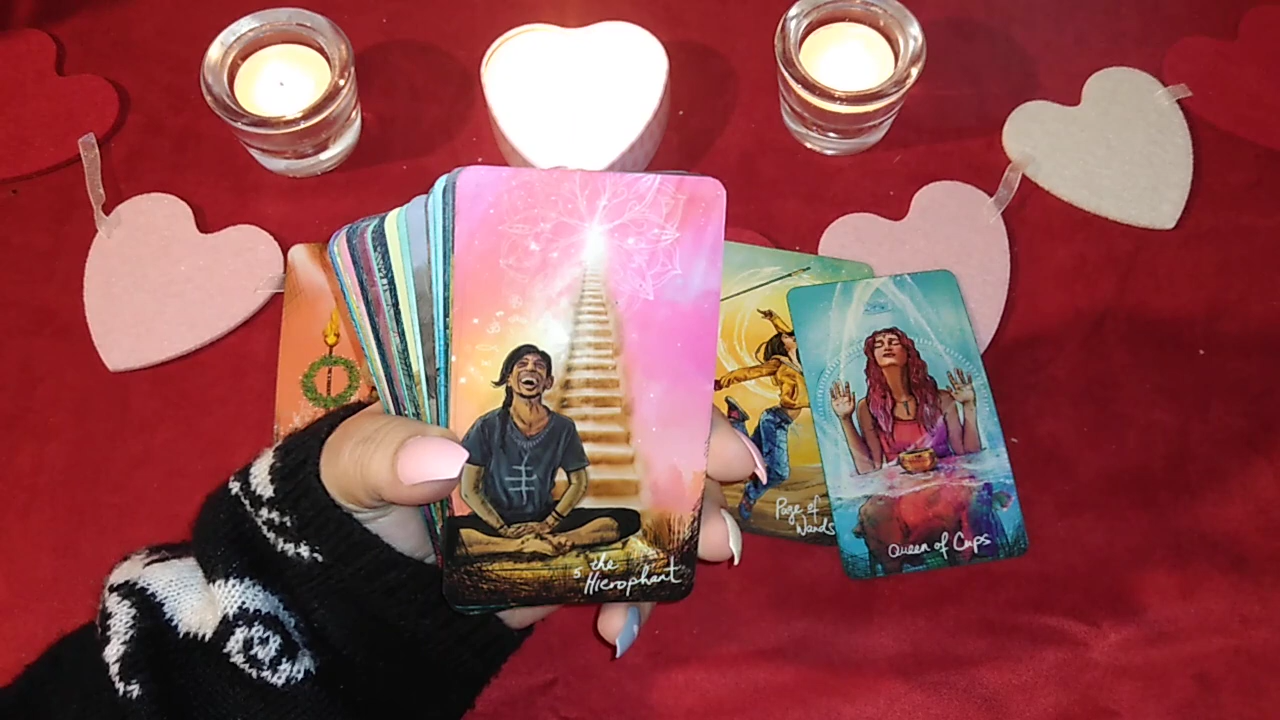 5 the
Hierophant
Page of
Wands
Queen of Cups